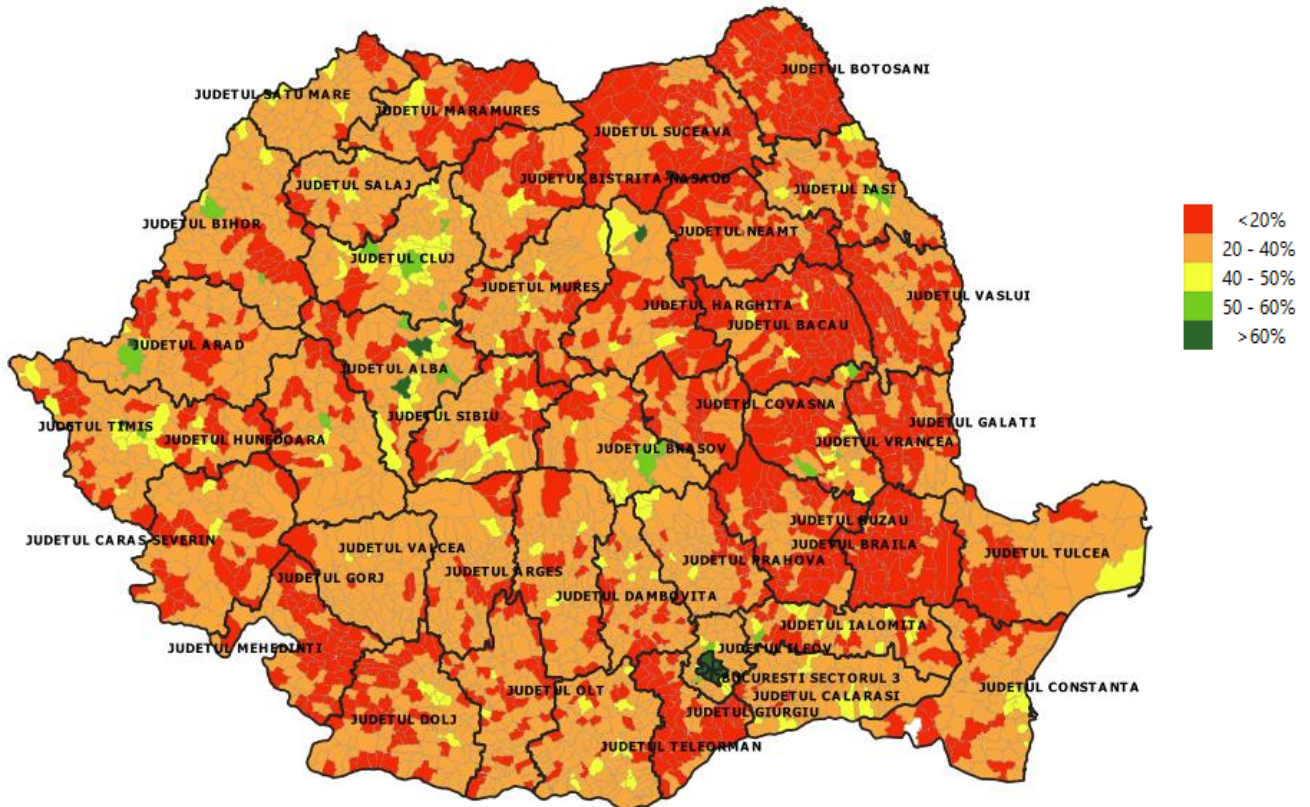 JUDETUL BOTOSANI
JUDETUL SATU MARE
JUDETUL MARAMURES
JUDETUL SUCEAVA
JUDETUL BISTRITA-NASAUD
JUDETUL SALAJ
JUDETUL IASI
JUDETUL BIHOR
JUDETUL NEAMT
JUDETUL CLUJ
JUDETUL MURES
JUDETUL VASLUI
JUDETUL HARGHITA
JUDETUL BACAU
JUDETUL ARAD
JUDETUL ALBA
JUDETUL COVASNA
JUDETUL SIBIU
JUDETUL GALATI
JUDETUL TIMIS
JUDETUL HUNEDOARA
JUDETUL VRANCEA
JUDETUL BRASOV
JUDETUL BUZAU
JUDETUL CARAS-SEVERIN
JUDETUL BRAILA
JUDETUL VALCEA
JUDETUL TULCEA
JUDETUL PRAHOVA
JUDETUL ARGES
JUDETUL GORJ
JUDETUL DAMBOVITA
JUDETUL IALOMITA
JUDETUL MEHEDINTI
JUDETUL ILFOV
BUCURESTI SECTORUL 3
JUDETUL CONSTANTA
JUDETUL OLT
JUDETUL CALARASI
JUDETUL GIURGIU
JUDETUL DOLJ
JUDETUL TELEORMAN
<20%
20 - 40%
40 - 50%
50 - 60%
>60%